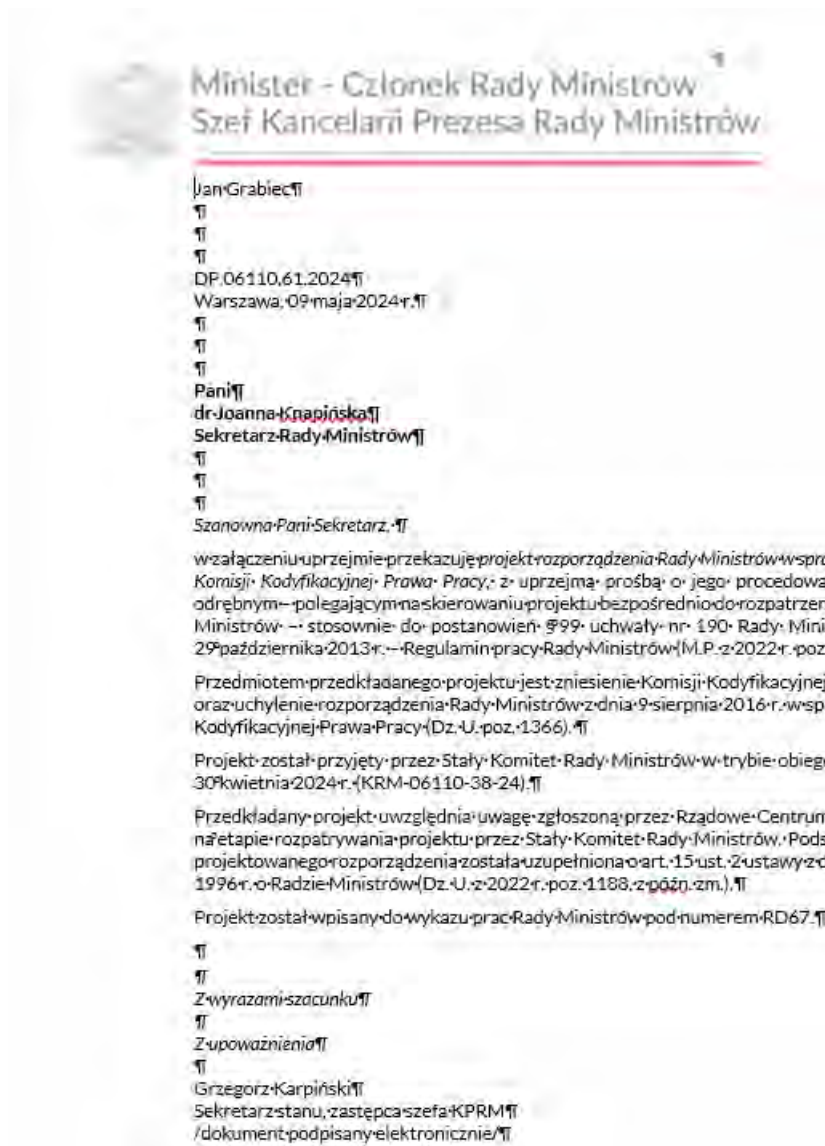 Minister - Członek Rady Ministrów
Szef Kancelarii Prezesa Rady Ministrów
Jan Grabiec
DP.06110.61.2024
Warszawa, 09 maja 2024 r.
Pani
dr Joanna Knapińska
Sekretarz Rady Ministrów
Szanowna Pani Sekretarz,
w załączeniu uprzejmie przekazuję projekt rozporządzenia Rady Ministrów w spra
Komisji Kodyfikacyjnej Prawa Pracy, z uprzejmą prośbą o jego procedowa
odrębnym – polegającym na skierowaniu projektu bezpośrednio do rozpatrzen
Ministrów – stosownie do postanowień § 99 uchwały nr 190 Rady Mini
29 października 2013 r. – Regulamin pracy Rady Ministrów (M.P. z 2022 r. poz
Przedmiotem przedkładanego projektu jest zniesienie Komisji Kodyfikacyjnej
oraz uchylenie rozporządzenia Rady Ministrów z dnia 9 sierpnia 2016 r. w sp
Kodyfikacyjnej Prawa Pracy (Dz. U. poz. 1366).
Projekt został przyjęty przez Stały Komitet Rady Ministrów w trybie obieg
30 kwietnia 2024 r. (KRM-06110-38-24).
Przedkładany projekt uwzględnia uwagę zgłoszoną przez Rządowe Centrum
na etapie rozpatrywania projektu przez Stały Komitet Rady Ministrów. Pods
projektowanego rozporządzenia została uzupełniona o art. 15 ust. 2 ustawy z d
1996 r. o Radzie Ministrów (Dz. U. z 2022 r. poz. 1188, z późn. zm.).
Projekt został wpisany do wykazu prac Rady Ministrów pod numerem RD67.
Z wyrazami szacunku
Z upoważnienia
Grzegorz Karpiński
Sekretarz stanu, zastępca szefa KPRM
/dokument podpisany elektronicznie/